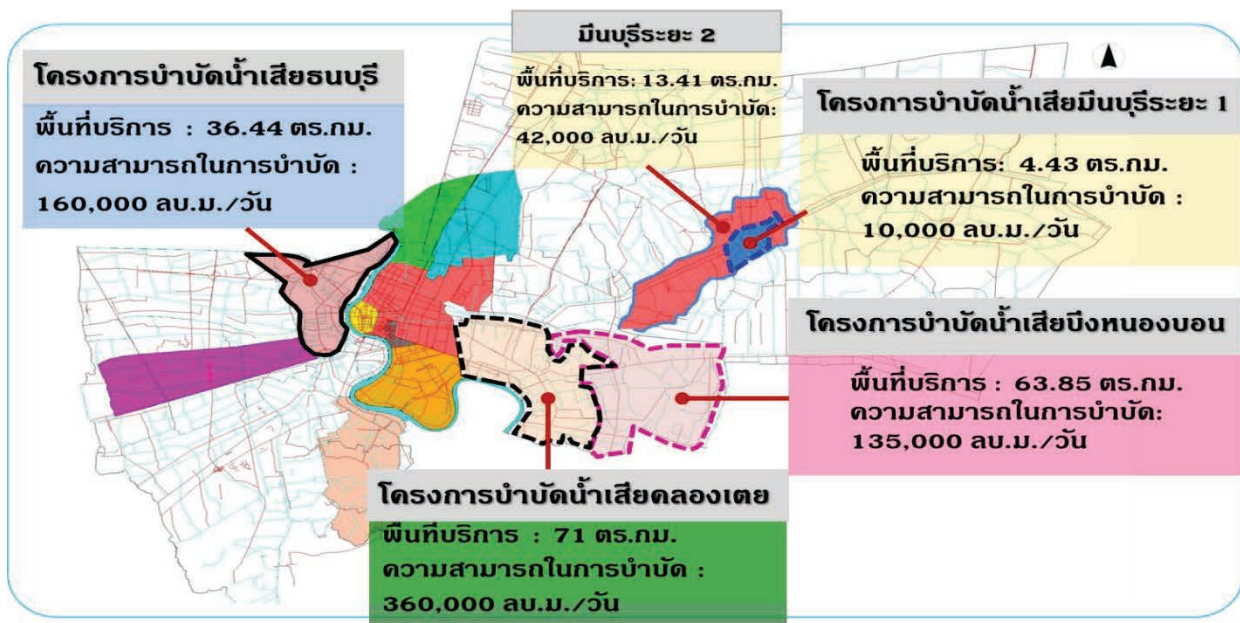 โครงการบำบัดน้ำเสียธนบุรี
พื้นที่บริการ : 36.44 ตร.กม.
ความสามารถในการบำบัด :
160,000 ลบ.ม./วัน
มีนบุรีระยะ 2
พื้นที่บริการ: 13.41 ตร.กม.
ความสามารถในการบำบัด:
42,000 ลบ.ม./วัน
โครงการบำบัดน้ำเสียมีนบุรีระยะ 1
พื้นที่บริการ: 4.43 ตร.กม.
ความสามารถในการบำบัด :
10,000 ลบ.ม./วัน
โครงการบำบัดน้ำเสียบึงหนองบอน
พื้นที่บริการ : 63.85 ตร.กม.
ความสามารถในการบำบัด:
135,000 ลบ.ม./วัน
โครงการบำบัดน้ำเสียคลองเตย
พื้นที่บริการ : 71 ตร.กม.
ความสามารถในการบำบัด :
360,000 ลบ.ม./วัน